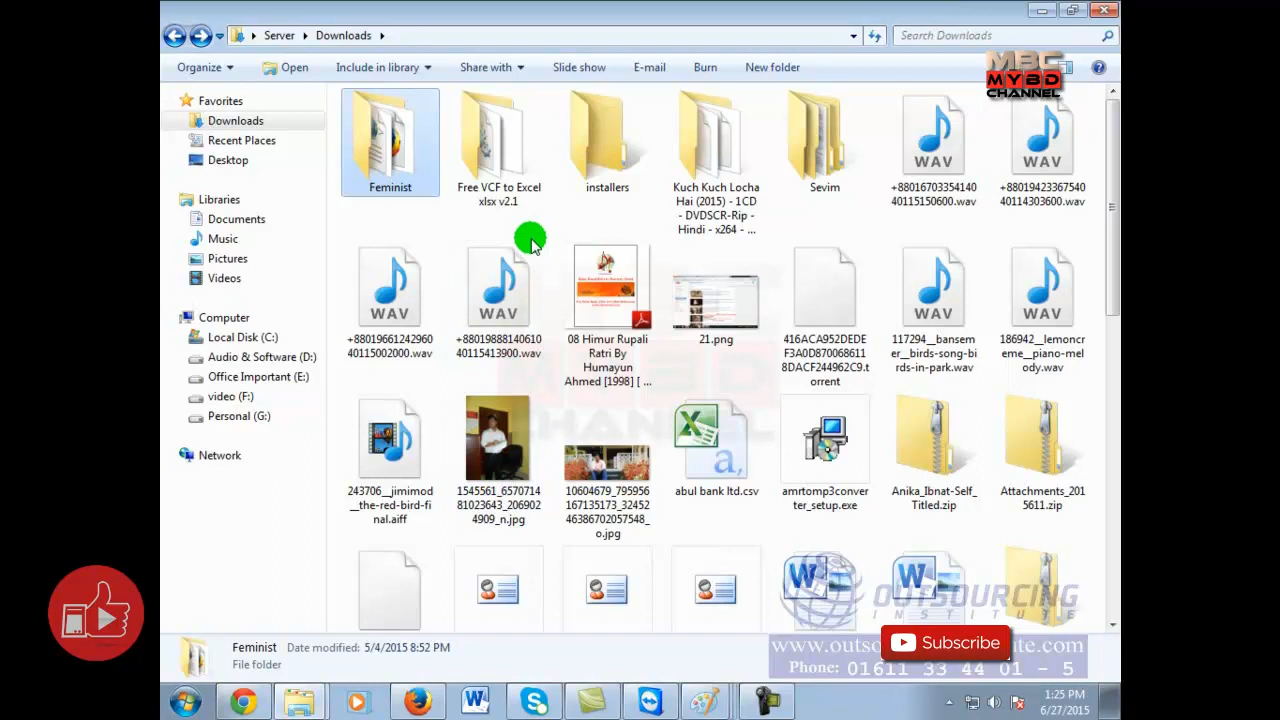 Server
Downloads
Search Downloads
Organize
Open
Include in library
Share with
Slide show
E-mail
Burn
New folder
MBC
MYBD
CHANNEL
Favorites
Downloads
Recent Places
Desktop
Libraries
Documents
Music
Pictures
Videos
Computer
Local Disk (C:)
Audio & Software (D:)
Office Important (E:)
video (F:)
Personal (G:)
Network
Feminist
Free VCF to Excel
xlsx v2.1
installers
Kuch Kuch Locha
Hai (2015) - 1CD
- DVDSCR-Rip -
Hindi - x264 - ...
Sevim
WAV
+88016703354140
40115150600.wav
WAV
+88019423367540
40114303600.wav
WAV
+88019661242960
40115002000.wav
WAV
+88019888140610
40115413900.wav
08 Himur Rupali
Ratri By
Humayun
Ahmed [1998] [ ...
21.png
416ACA952DEDE
F3A0D870068611
8DACF244962C9.t
orrent
WAV
117294__bansem
er__birds-song-bi
rds-in-park.wav
WAV
186942__lemoncr
eme__piano-mel
ody.wav
MYBD
CHANNEL
243706__jimimod
__the-red-bird-fi
nal.aiff
1545561_6570714
81023643_206902
4909_n.jpg
10604679_795956
167135173_32452
46386702057548_
o.jpg
abul bank ltd.csv
amrtomp3conver
ter_setup.exe
Anika_Ibnat-Self_
Titled.zip
Attachments_201
5611.zip
OUTSOURCING
INSTITUTE
Feminist
Date modified: 5/4/2015 8:52 PM
File folder
Subscribe
Phone: 01611 33 44 01 - 5
1:25 PM
6/27/2015